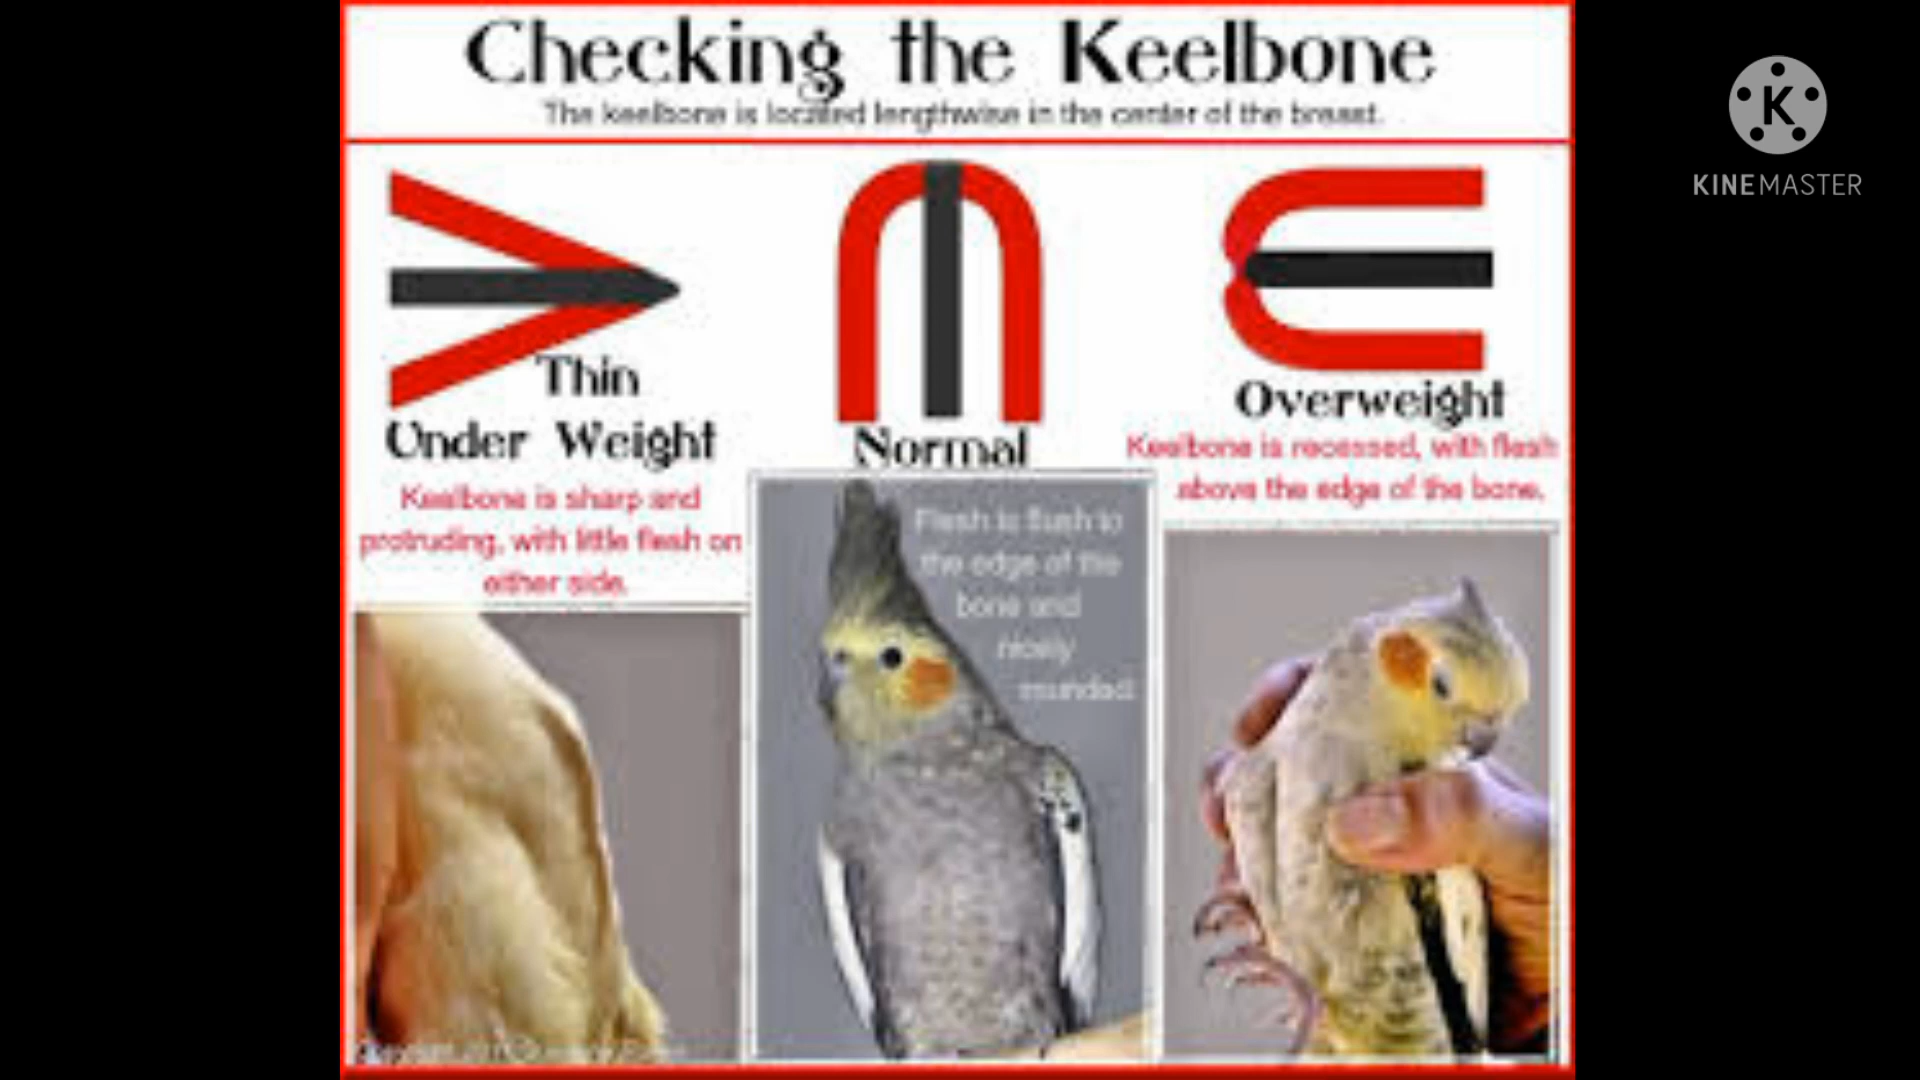 Checking the Keelbone
The keelbone is located lengthwise in the center of the breast.
K
KINEMASTER
Thin
Under Weight
Keelbone is sharp and
protruding, with little flesh on
either side.
Normal
Flesh is flush to
the edge of the
bone and
nicely
rounded
Overweight
Keelbone is recessed, with flesh
above the edge of the bone.